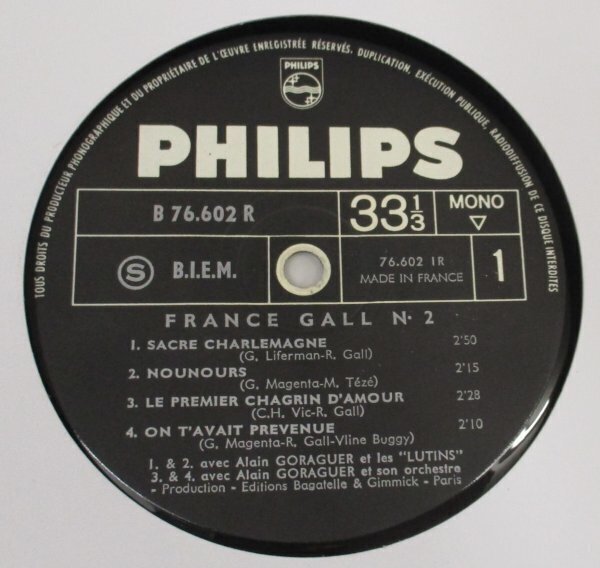 TOUS DROITS DU PRODUCTEUR PHONOGRAPHIQUE ET DU PROPRIÉTAIRE DE L'ŒUVRE ENREGISTRÉE RÉSERVÉS. DUPLICATION, EXÉCUTION PUBLIQUE, RADIODIFFUSION DE CE DISQUE INTERDITES
PHILIPS
PHILIPS
B 76.602 R
33 1/3
MONO
▽
S B.I.E.M.
76.602 1R
MADE IN FRANCE
1
FRANCE GALL N· 2
1. SACRE CHARLEMAGNE 2'50
(G. Liferman-R. Gall)
2. NOUNOURS 2'15
(G. Magenta-M. Tézé)
3. LE PREMIER CHAGRIN D'AMOUR 2'28
(C.H. Vic-R. Gall)
4. ON T'AVAIT PREVENUE 2'10
(G. Magenta-R. Gall-Vline Buggy)
1. & 2. avec Alain GORAGUER et les "LUTINS"
3. & 4. avec Alain GORAGUER et son orchestre
- Production - Editions Bagatelle & Gimmick - Paris